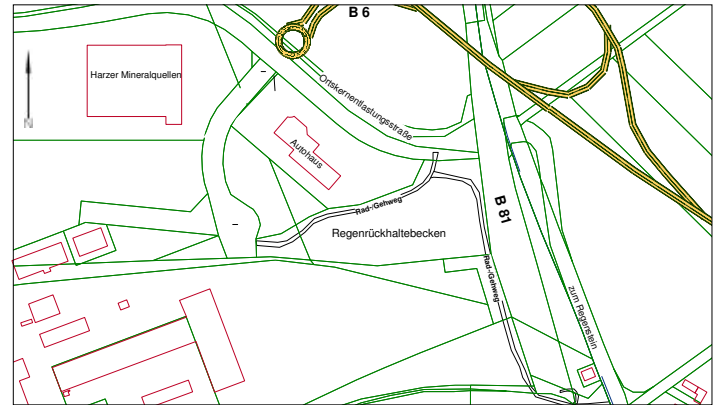 B 6
Harzer Mineralquellen
Ortskernentlastungsstraße
N
Autohaus
Rad-/Gehweg
B 81
Regenrückhaltebecken
Rad-/Gehweg
zum Regenstein